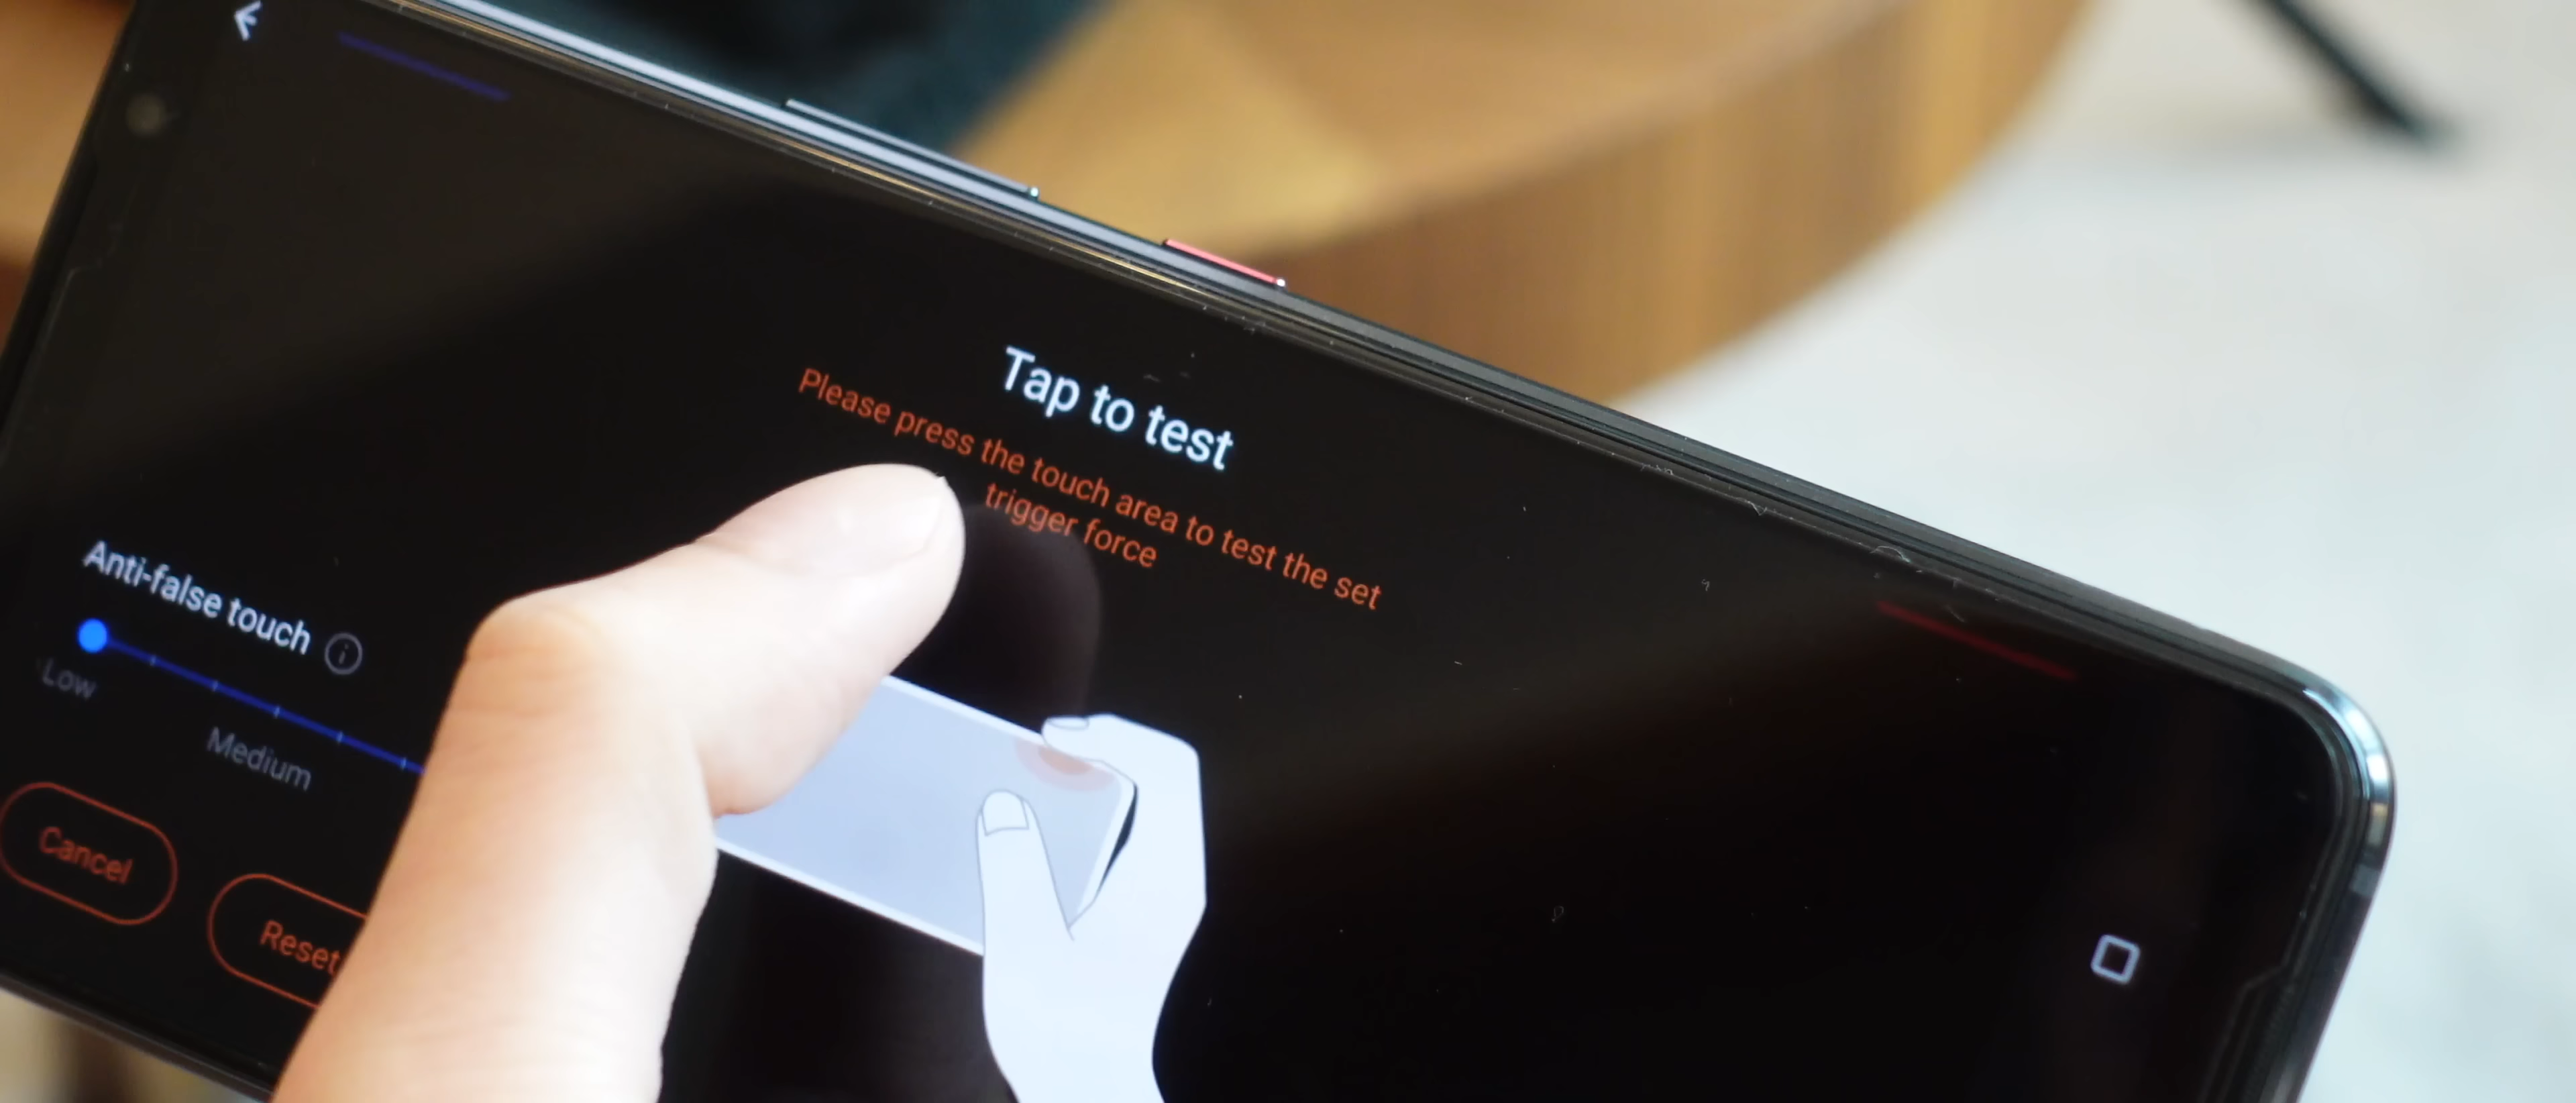 Tap to test
Please press the touch area to test the set
trigger force
Anti-false touch
Low
Medium
Cancel
Reset